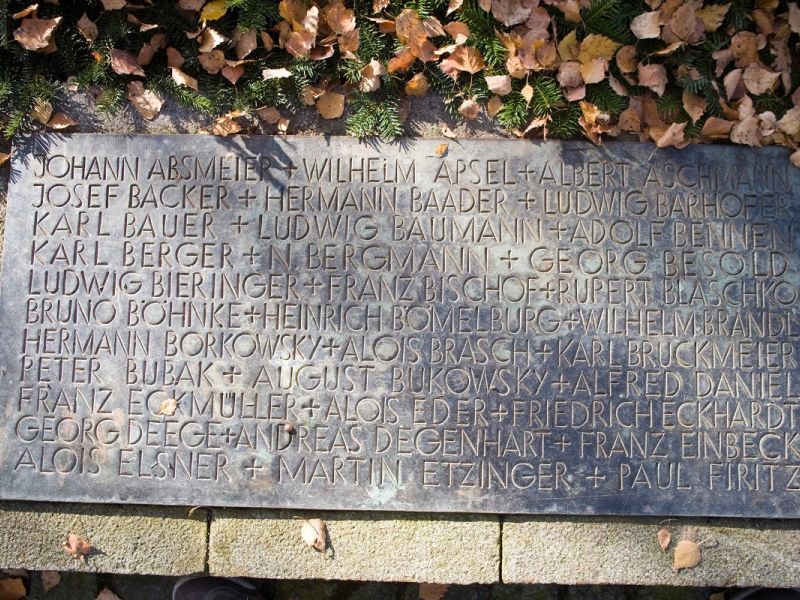 JOHANN ABSMEIER + WILHELM APSEL + ALBERT ASCHMANN
JOSEF BACKER + HERMANN BAADER + LUDWIG BARHOFER
KARL BAUER + LUDWIG BAUMANN + ADOLF BENNEN
KARL BERGER + N. BERGMANN + GEORG BESOLD
LUDWIG BIERINGER + FRANZ BISCHOF + RUPERT BLASCHKO
BRUNO BÖHNKE + HEINRICH BÖMELBURG + WILHELM BRANDL
HERMANN BORKOWSKY + ALOIS BRASCH + KARL BRUCKMEIER
PETER BUBAK + AUGUST BUKOWSKY + ALFRED DANIEL
FRANZ ECKMÜLLER + ALOIS EDER + FRIEDRICH ECKHARDT
GEORG DEEGE + ANDREAS DEGENHART + FRANZ EINBECK
ALOIS ELSNER + MARTIN ETZINGER + PAUL FIRITZ